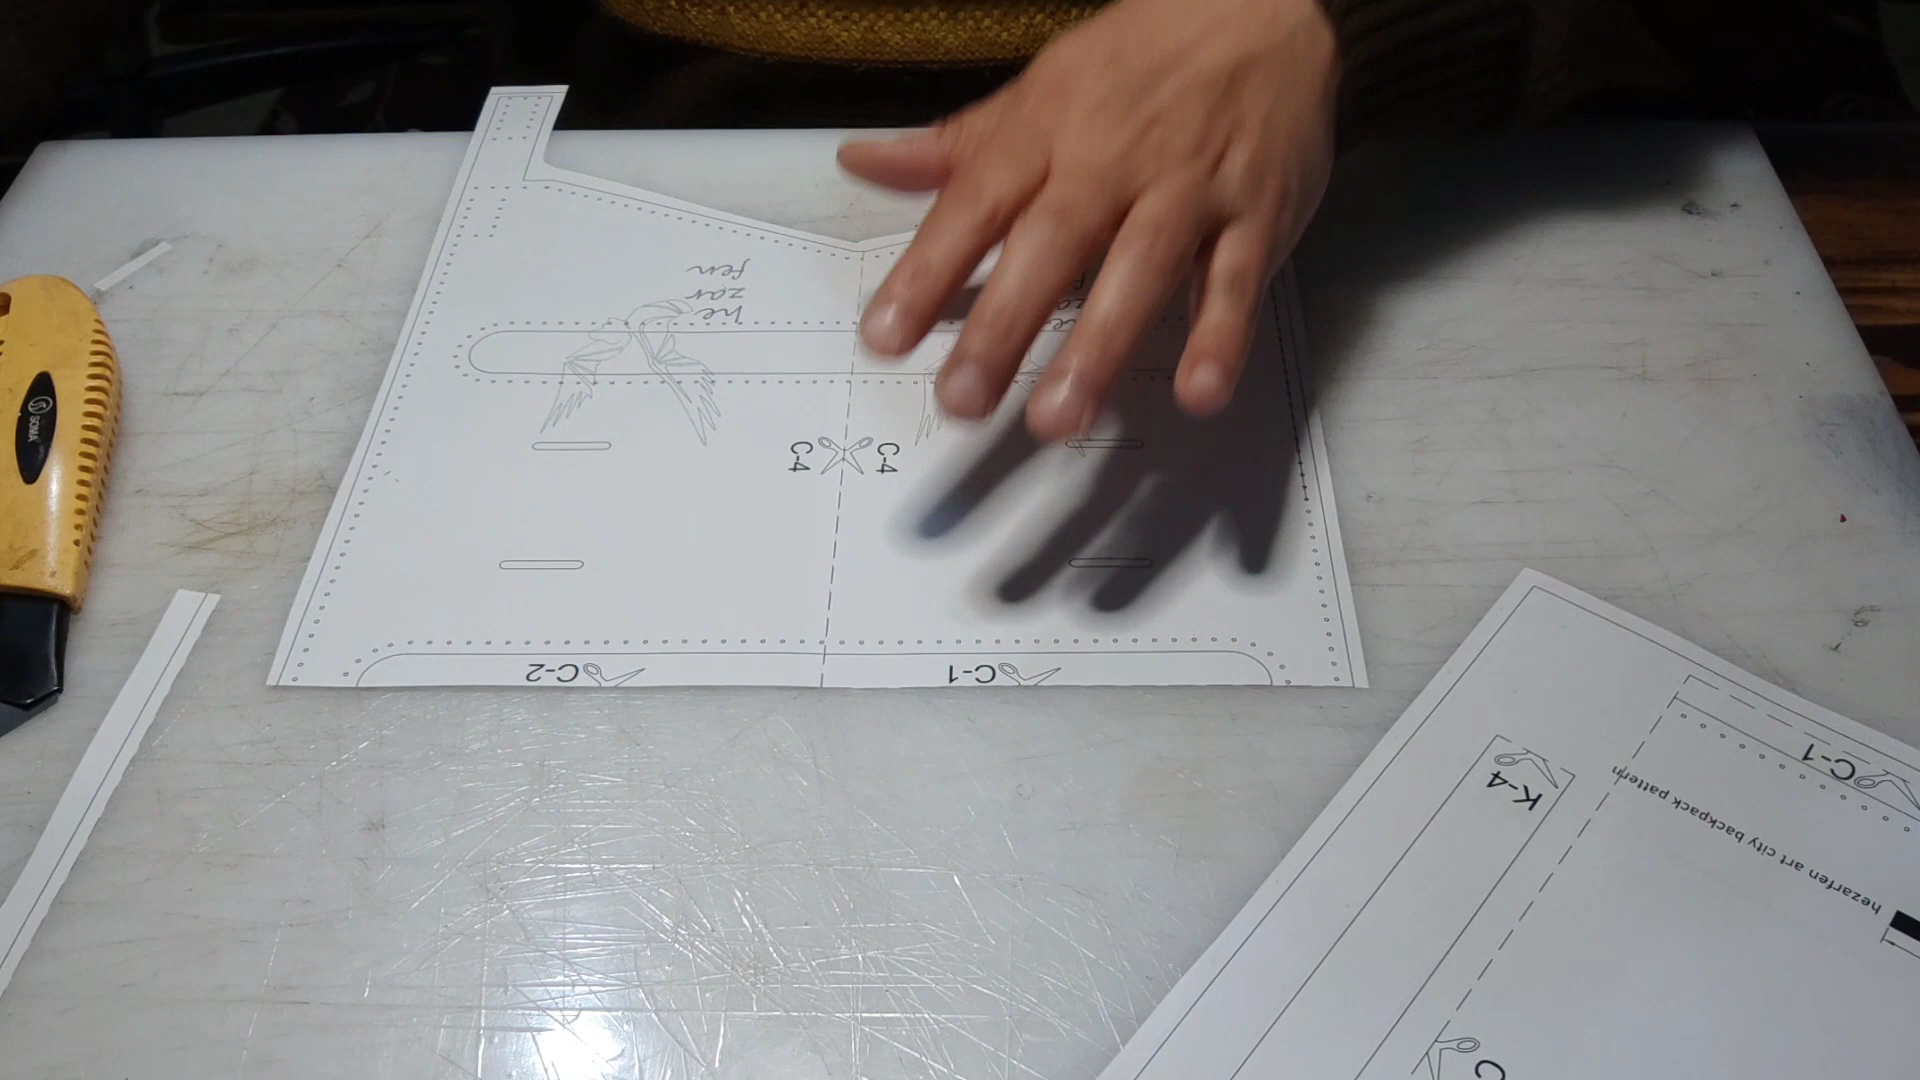 fen
zar
he
C-4
C-4
C-2
C-1
SOMA
K-4
C-1
hezarfen art city backpack pattern